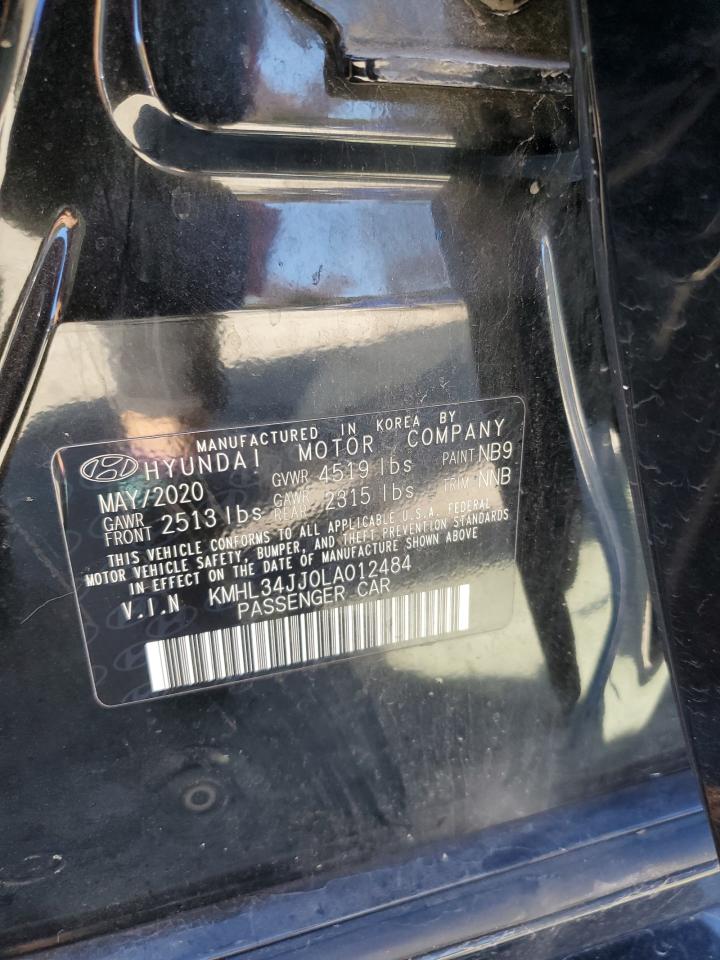 MANUFACTURED IN KOREA BY
HYUNDAI MOTOR COMPANY
MAY/2020 GVWR 4519 lbs PAINT NB9
GAWR FRONT 2513 lbs GAWR REAR 2315 lbs TRIM NNB
THIS VEHICLE CONFORMS TO ALL APPLICABLE U.S.A. FEDERAL
MOTOR VEHICLE SAFETY, BUMPER, AND THEFT PREVENTION STANDARDS
IN EFFECT ON THE DATE OF MANUFACTURE SHOWN ABOVE
V.I.N KMHL34JJ0LA012484
PASSENGER CAR